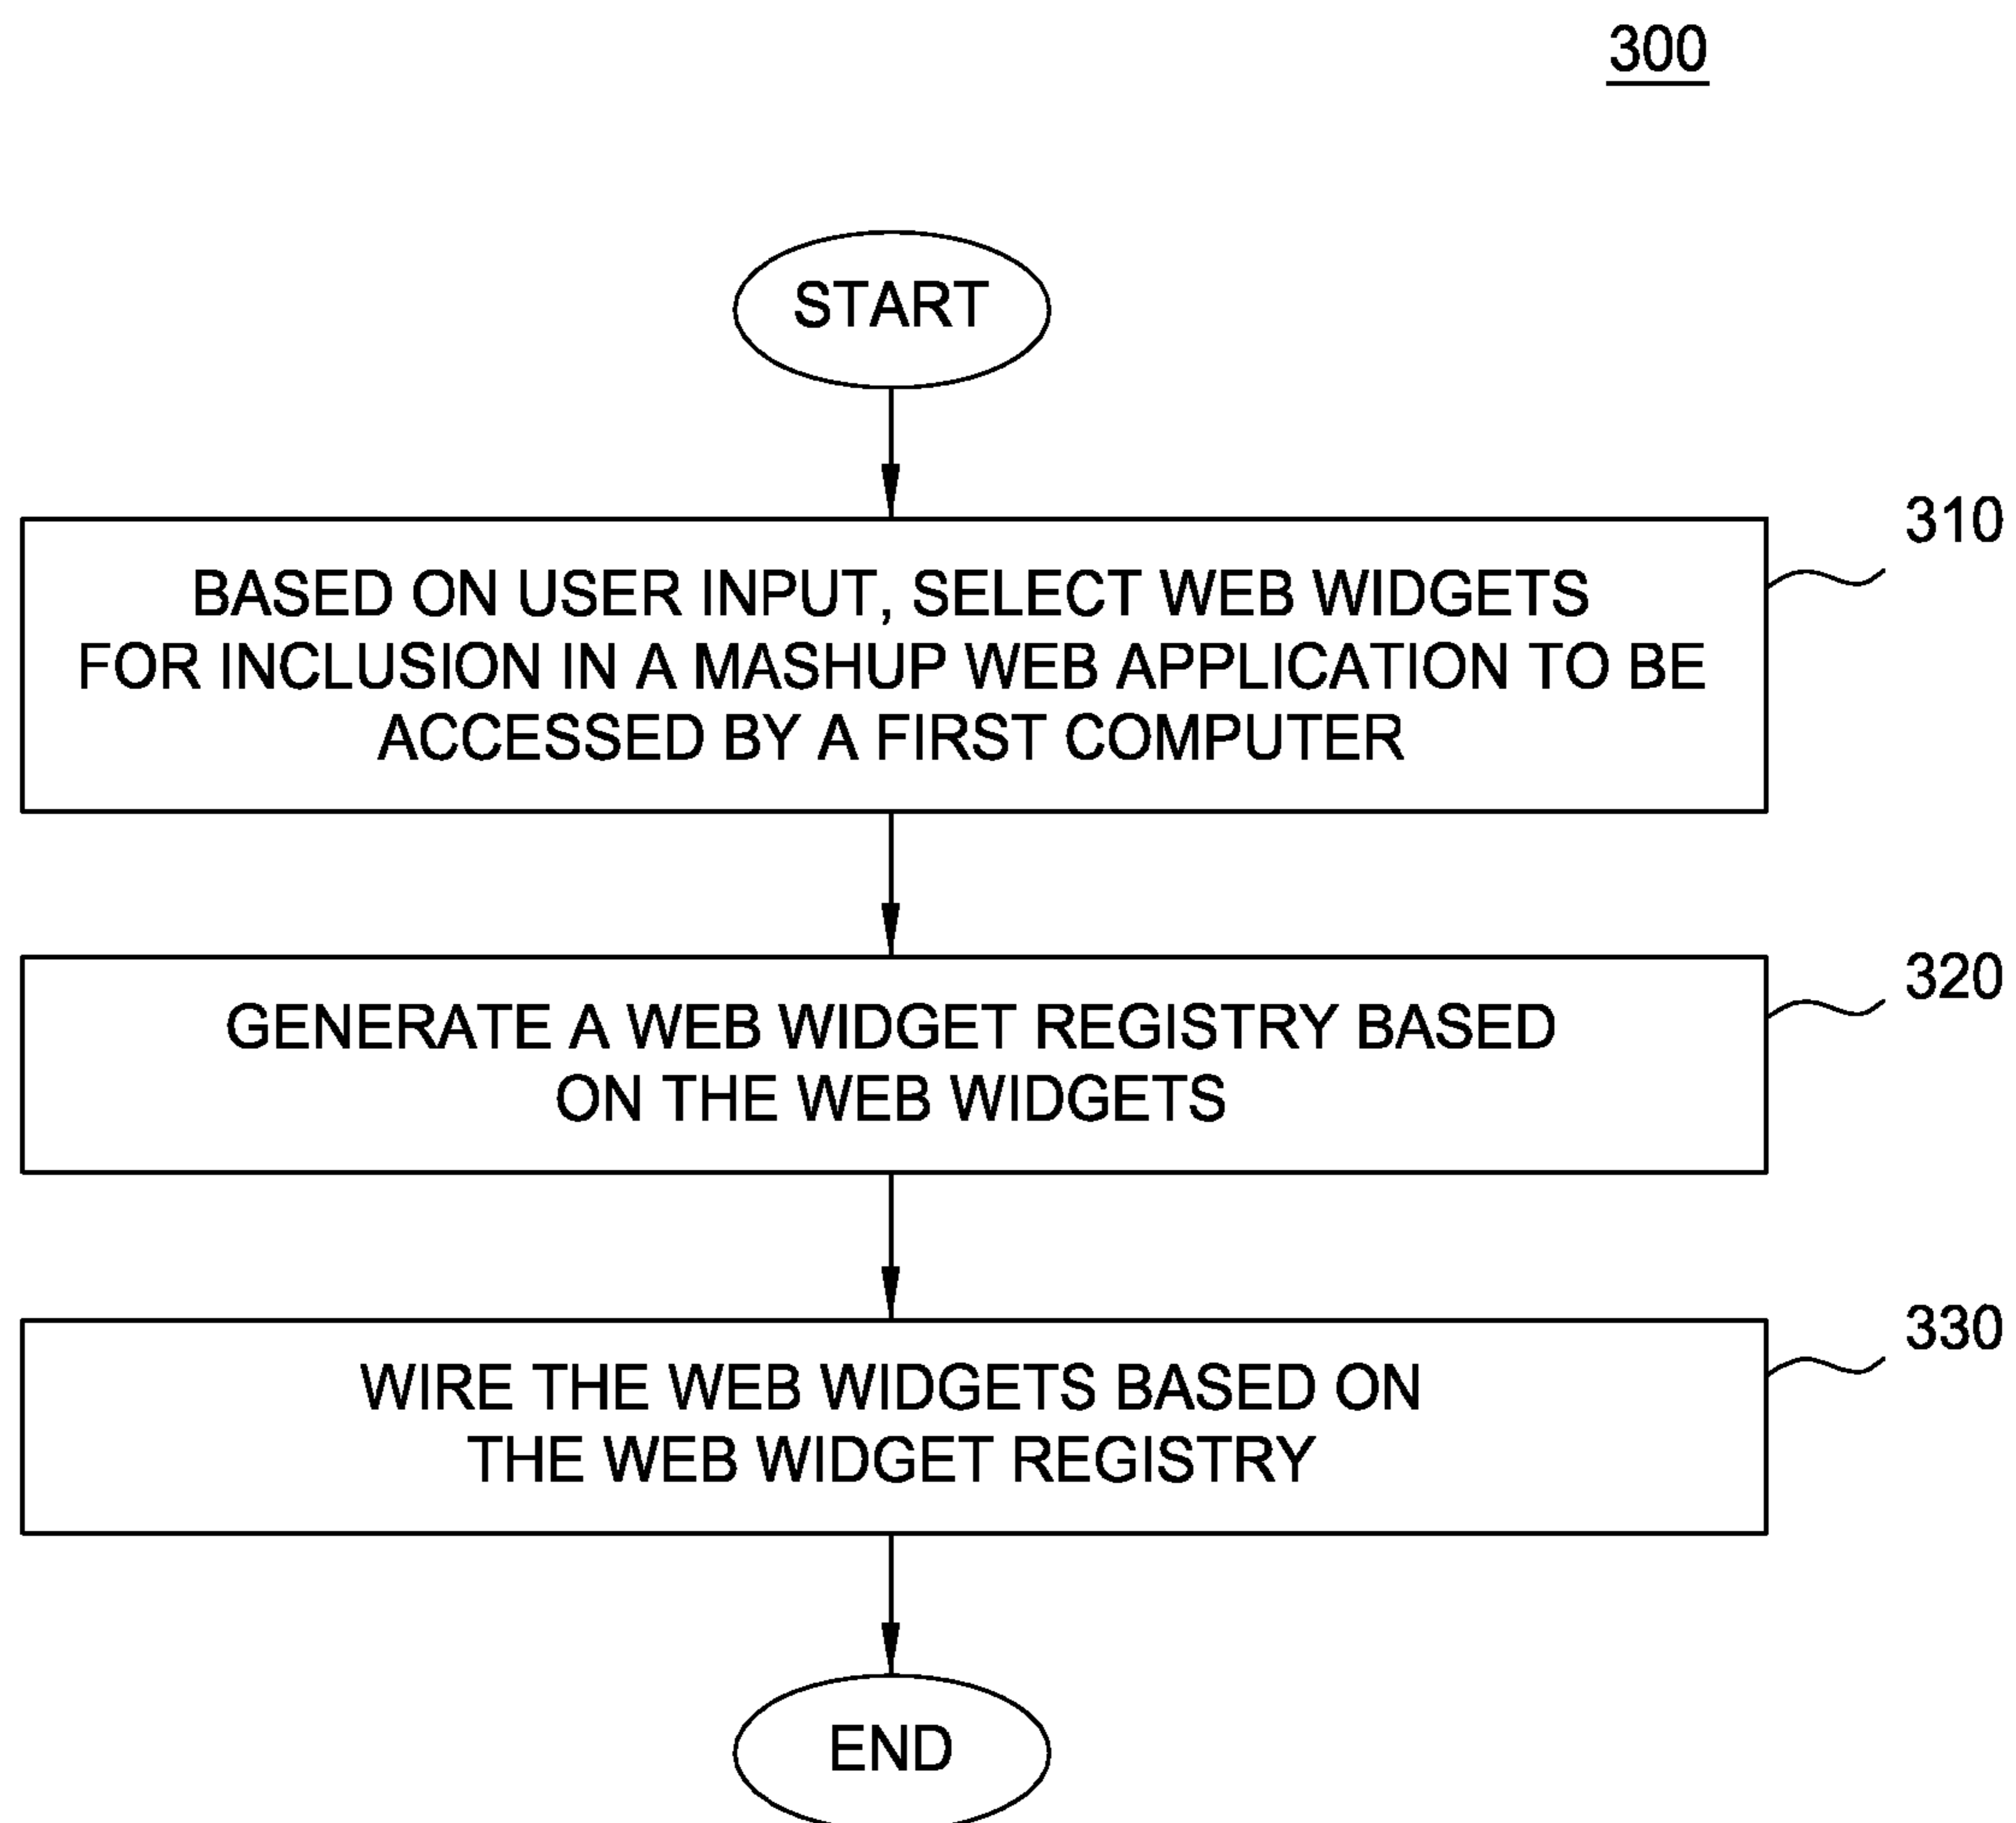 300
START
310
BASED ON USER INPUT, SELECT WEB WIDGETS
FOR INCLUSION IN A MASHUP WEB APPLICATION TO BE
ACCESSED BY A FIRST COMPUTER
320
GENERATE A WEB WIDGET REGISTRY BASED
ON THE WEB WIDGETS
330
WIRE THE WEB WIDGETS BASED ON
THE WEB WIDGET REGISTRY
END